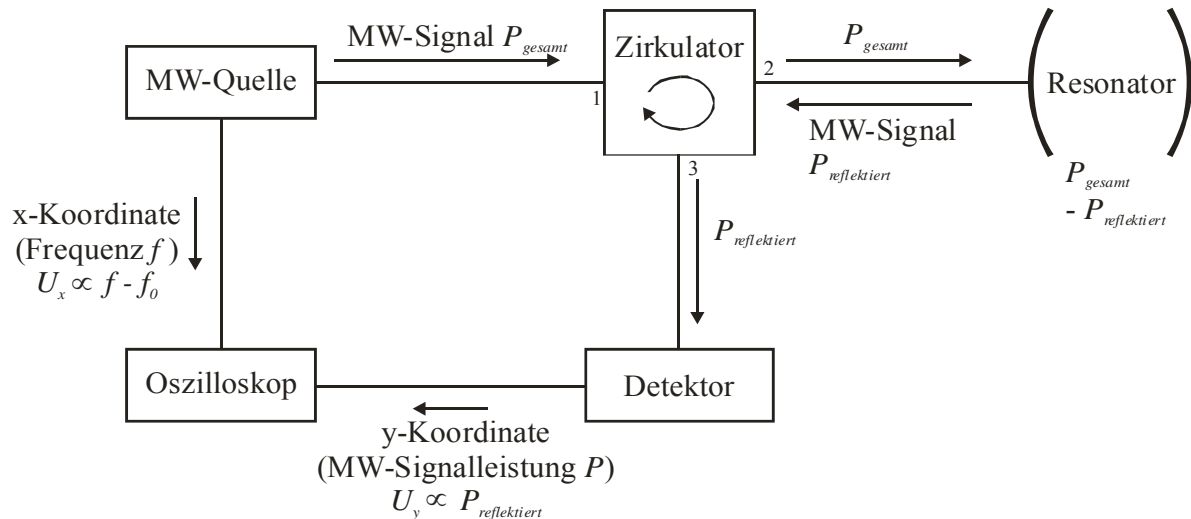 MW-Signal P_gesamt
MW-Quelle
Zirkulator
1
2
3
P_gesamt
MW-Signal
P_reflektiert
Resonator
P_gesamt
- P_reflektiert
P_reflektiert
x-Koordinate
(Frequenz f )
U_x ∝ f - f_0
Oszilloskop
Detektor
y-Koordinate
(MW-Signalleistung P)
U_y ∝ P_reflektiert